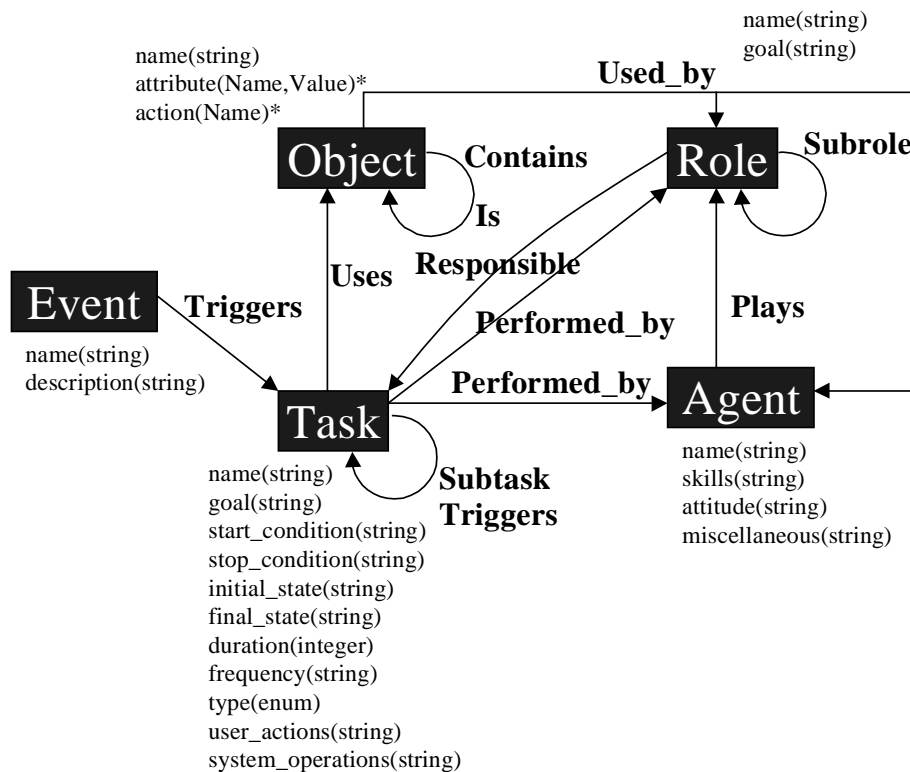 name(string)
goal(string)
name(string)
attribute(Name,Value)*
action(Name)*
Used_by
Object
Contains
Is
Role
Subrole
Uses
Responsible
Event
Triggers
name(string)
description(string)
Performed_by
Plays
Performed_by
Task
Agent
Subtask
Triggers
name(string)
goal(string)
start_condition(string)
stop_condition(string)
initial_state(string)
final_state(string)
duration(integer)
frequency(string)
type(enum)
user_actions(string)
system_operations(string)
name(string)
skills(string)
attitude(string)
miscellaneous(string)